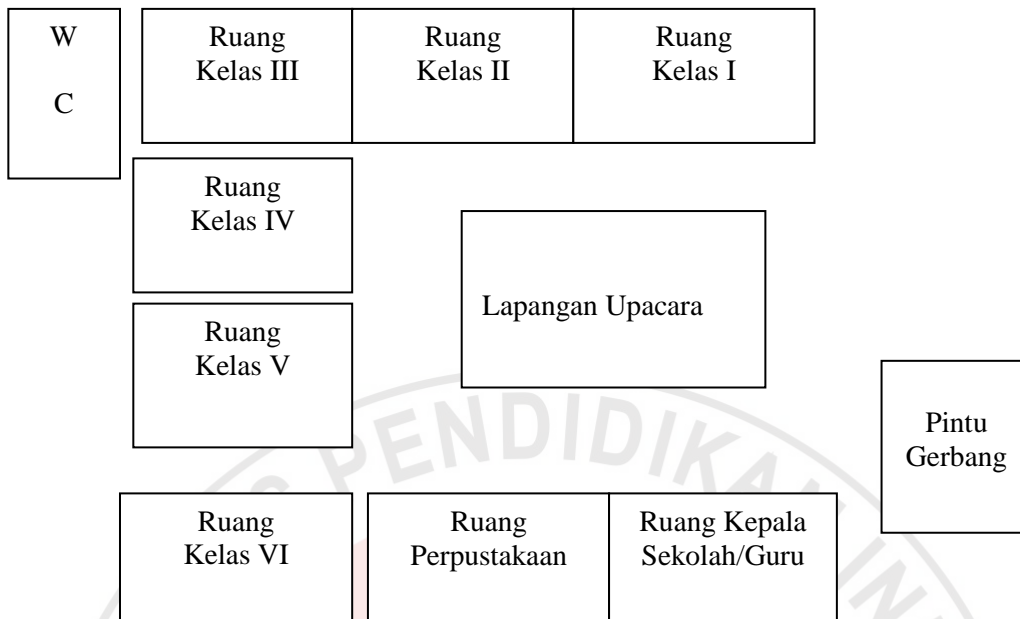 W
C
Ruang
Kelas III
Ruang
Kelas II
Ruang
Kelas I
Ruang
Kelas IV
Lapangan Upacara
Ruang
Kelas V
Pintu
Gerbang
Ruang
Kelas VI
Ruang
Perpustakaan
Ruang Kepala
Sekolah/Guru
PENDIDIKAN